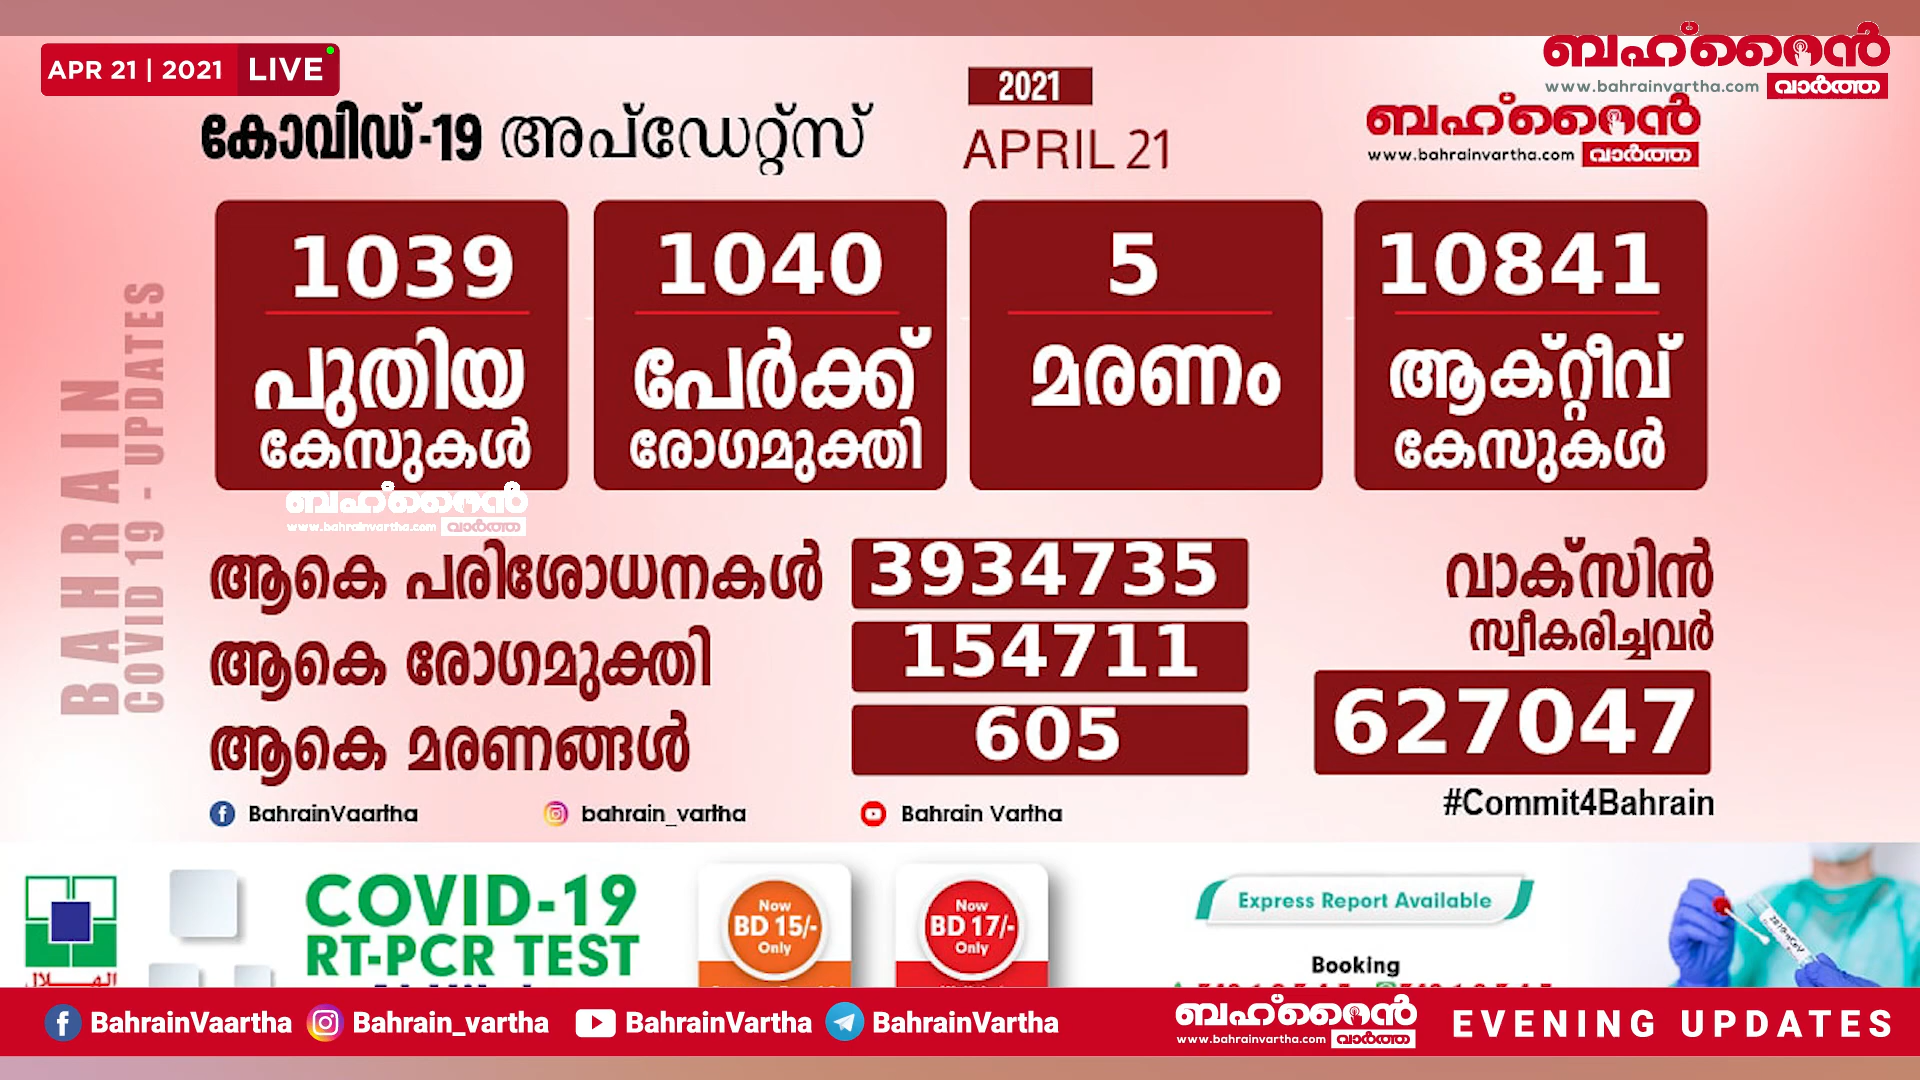 APR 21 | 2021 LIVE
ബഹ്റൈൻ
www.bahrainvartha.com വാർത്ത
കോവിഡ്-19 അപ്ഡേറ്റ്സ്
2021
APRIL 21
ബഹ്റൈൻ
www.bahrainvartha.com വാർത്ത
BAHRAIN
COVID 19 - UPDATES
1039
പുതിയ
കേസുകൾ
1040
പേർക്ക്
രോഗമുക്തി
5
മരണം
10841
ആക്റ്റീവ്
കേസുകൾ
ബഹ്റൈൻ
www.bahrainvartha.com വാർത്ത
ആകെ പരിശോധനകൾ 3934735
ആകെ രോഗമുക്തി 154711
ആകെ മരണങ്ങൾ 605
വാക്സിൻ
സ്വീകരിച്ചവർ
627047
#Commit4Bahrain
BahrainVaartha bahrain_vartha Bahrain Vartha
COVID-19
RT-PCR TEST
Now
BD 15/-
Only
Now
BD 17/-
Only
Express Report Available
Booking
الهلال
BahrainVaartha Bahrain_vartha BahrainVartha BahrainVartha
ബഹ്റൈൻ
www.bahrainvartha.com വാർത്ത
EVENING UPDATES